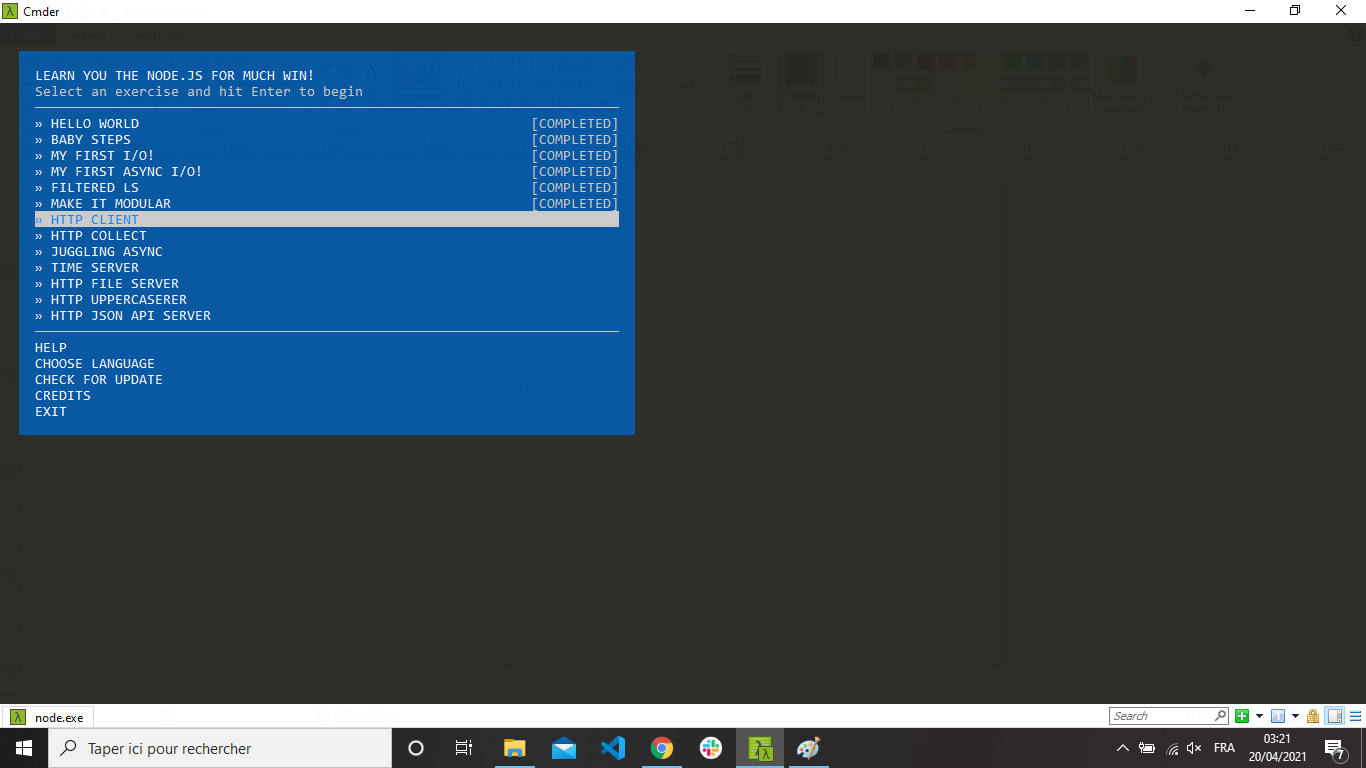 Cmder
LEARN YOU THE NODE.JS FOR MUCH WIN!
Select an exercise and hit Enter to begin
» HELLO WORLD [COMPLETED]
» BABY STEPS [COMPLETED]
» MY FIRST I/O! [COMPLETED]
» MY FIRST ASYNC I/O! [COMPLETED]
» FILTERED LS [COMPLETED]
» MAKE IT MODULAR [COMPLETED]
» HTTP CLIENT
» HTTP COLLECT
» JUGGLING ASYNC
» TIME SERVER
» HTTP FILE SERVER
» HTTP UPPERCASERER
» HTTP JSON API SERVER
HELP
CHOOSE LANGUAGE
CHECK FOR UPDATE
CREDITS
EXIT
node.exe
Search
Taper ici pour rechercher
FRA
03:21
20/04/2021
7